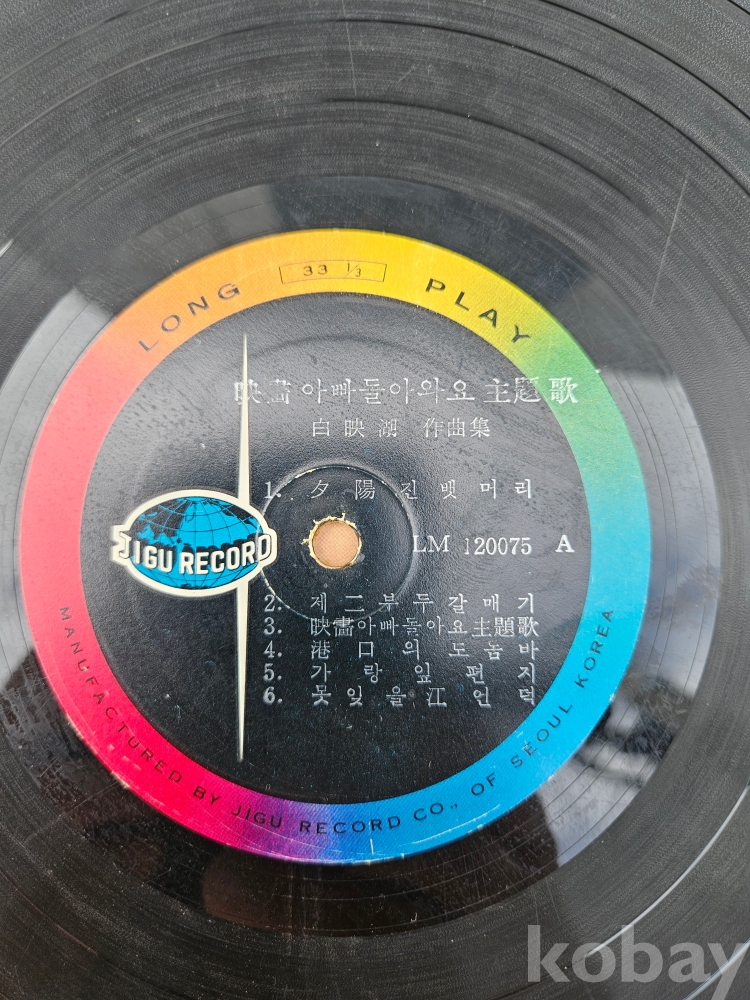 LONG PLAY
33 1/3
映畵 아빠돌아와요 主題歌
白映湖 作曲集
1. 夕陽진 뱃머리
JIGU RECORD
LM 120075 A
2. 제二부두갈매기
3. 映畵아빠돌아요主題歌
4. 港口의도놈바
5. 가랑잎편지
6. 못잊을江언덕
MANUFACTURED BY JIGU RECORD CO., OF SEOUL KOREA
kobay